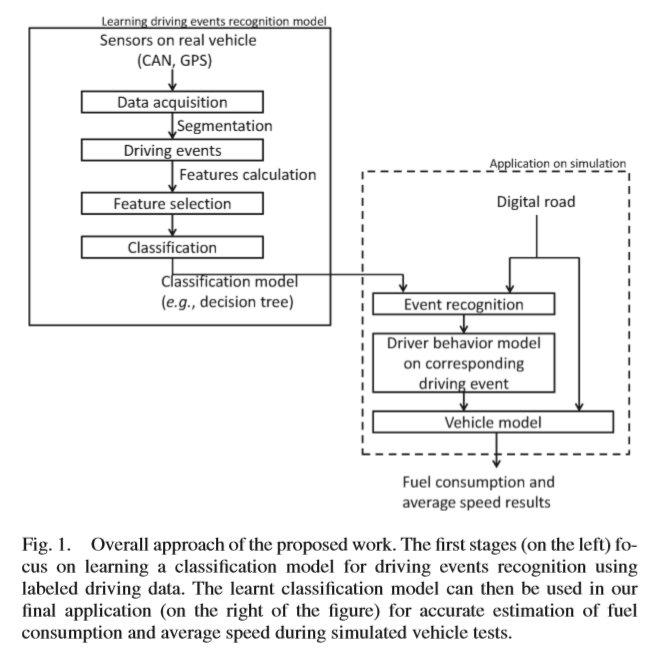 Learning driving events recognition model
Sensors on real vehicle
(CAN, GPS)
Data acquisition
Segmentation
Driving events
Features calculation
Feature selection
Classification
Classification model
(e.g., decision tree)
Application on simulation
Digital road
Event recognition
Driver behavior model
on corresponding
driving event
Vehicle model
Fuel consumption and
average speed results
Fig. 1. Overall approach of the proposed work. The first stages (on the left) fo-
cus on learning a classification model for driving events recognition using
labeled driving data. The learnt classification model can then be used in our
final application (on the right of the figure) for accurate estimation of fuel
consumption and average speed during simulated vehicle tests.